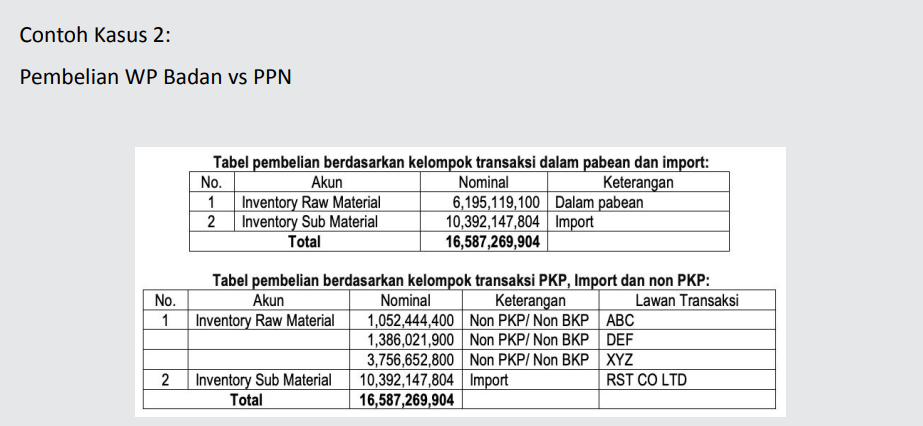 Contoh Kasus 2:
Pembelian WP Badan vs PPN
Tabel pembelian berdasarkan kelompok transaksi dalam pabean dan import:
No. Akun Nominal Keterangan
1 Inventory Raw Material 6,195,119,100 Dalam pabean
2 Inventory Sub Material 10,392,147,804 Import
Total 16,587,269,904
Tabel pembelian berdasarkan kelompok transaksi PKP, Import dan non PKP:
No. Akun Nominal Keterangan Lawan Transaksi
1 Inventory Raw Material 1,052,444,400 Non PKP/ Non BKP ABC
1,386,021,900 Non PKP/ Non BKP DEF
3,756,652,800 Non PKP/ Non BKP XYZ
2 Inventory Sub Material 10,392,147,804 Import RST CO LTD
Total 16,587,269,904